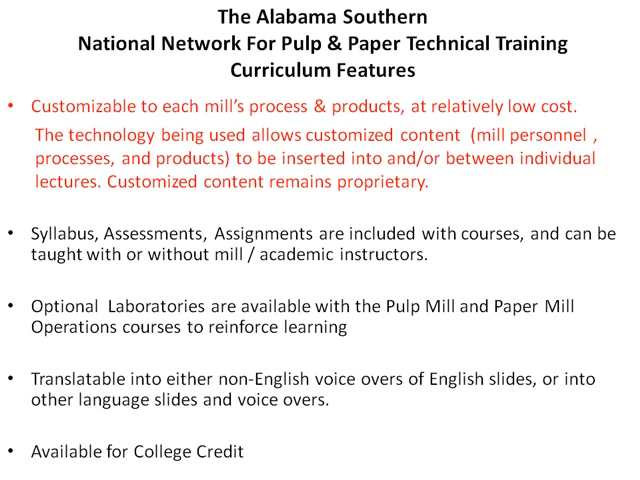 The Alabama Southern
National Network For Pulp & Paper Technical Training
Curriculum Features
• Customizable to each mill’s process & products, at relatively low cost.
The technology being used allows customized content (mill personnel ,
processes, and products) to be inserted into and/or between individual
lectures. Customized content remains proprietary.
• Syllabus, Assessments, Assignments are included with courses, and can be
taught with or without mill / academic instructors.
• Optional Laboratories are available with the Pulp Mill and Paper Mill
Operations courses to reinforce learning
• Translatable into either non-English voice overs of English slides, or into
other language slides and voice overs.
• Available for College Credit